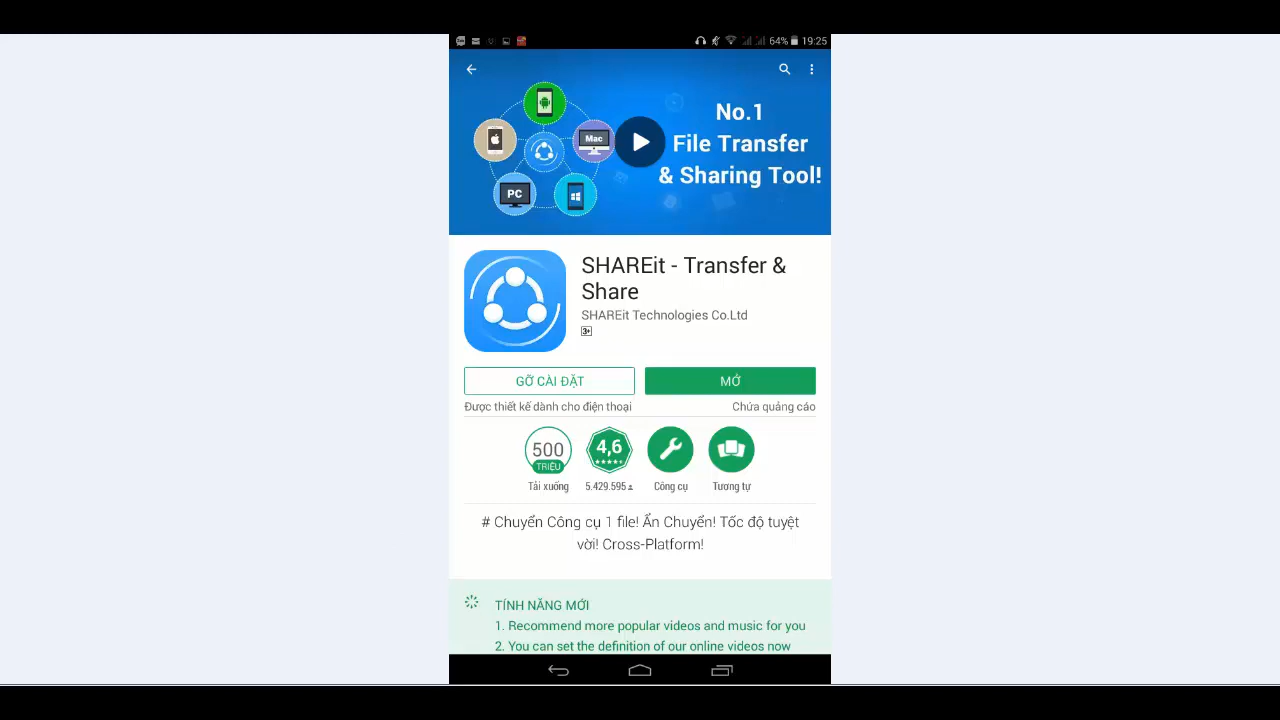 64% 19:25
No.1
File Transfer
& Sharing Tool!
Mac
PC
SHAREit - Transfer &
Share
SHAREit Technologies Co.Ltd
3+
GỠ CÀI ĐẶT
MỞ
Được thiết kế dành cho điện thoại
Chứa quảng cáo
500
TRIỆU
4,6
Tải xuống
5.429.595
Công cụ
Tương tự
# Chuyển Công cụ 1 file! Ẩn Chuyển! Tốc độ tuyệt
vời! Cross-Platform!
TÍNH NĂNG MỚI
1. Recommend more popular videos and music for you
2. You can set the definition of our online videos now